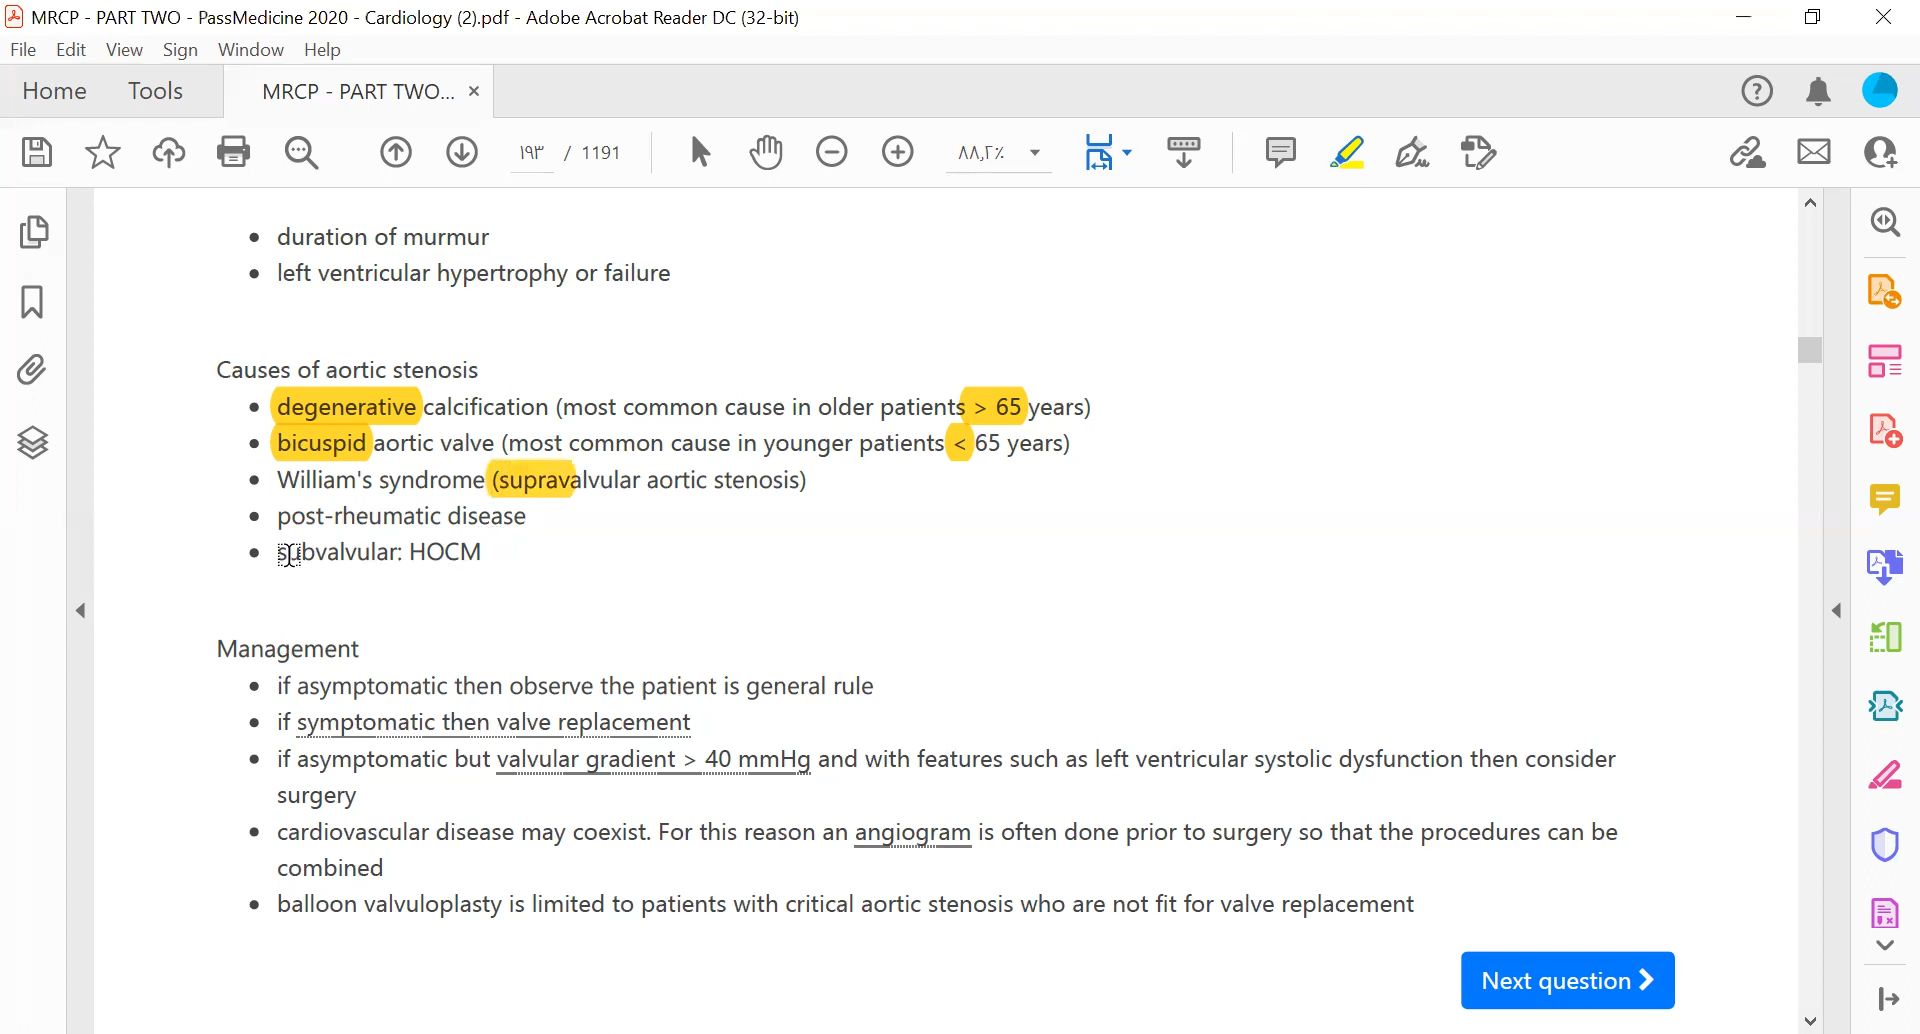 MRCP - PART TWO - PassMedicine 2020 - Cardiology (2).pdf - Adobe Acrobat Reader DC (32-bit)
File Edit View Sign Window Help
Home Tools MRCP - PART TWO... ×
١٩٣ / 1191 ٨٨,٢٪
• duration of murmur
• left ventricular hypertrophy or failure
Causes of aortic stenosis
• degenerative calcification (most common cause in older patients > 65 years)
• bicuspid aortic valve (most common cause in younger patients < 65 years)
• William's syndrome (supravalvular aortic stenosis)
• post-rheumatic disease
• subvalvular: HOCM
Management
• if asymptomatic then observe the patient is general rule
• if symptomatic then valve replacement
• if asymptomatic but valvular gradient > 40 mmHg and with features such as left ventricular systolic dysfunction then consider
surgery
• cardiovascular disease may coexist. For this reason an angiogram is often done prior to surgery so that the procedures can be
combined
• balloon valvuloplasty is limited to patients with critical aortic stenosis who are not fit for valve replacement
Next question